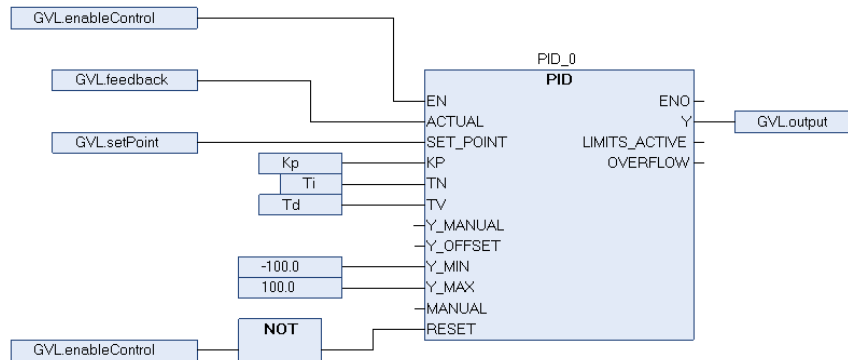 GVL.enableControl
PID_0
GVL.feedback
PID
EN ENO
ACTUAL Y GVL.output
GVL.setPoint SET_POINT LIMITS_ACTIVE
Kp KP OVERFLOW
Ti TN
Td TV
Y_MANUAL
Y_OFFSET
-100.0 Y_MIN
100.0 Y_MAX
MANUAL
NOT RESET
GVL.enableControl